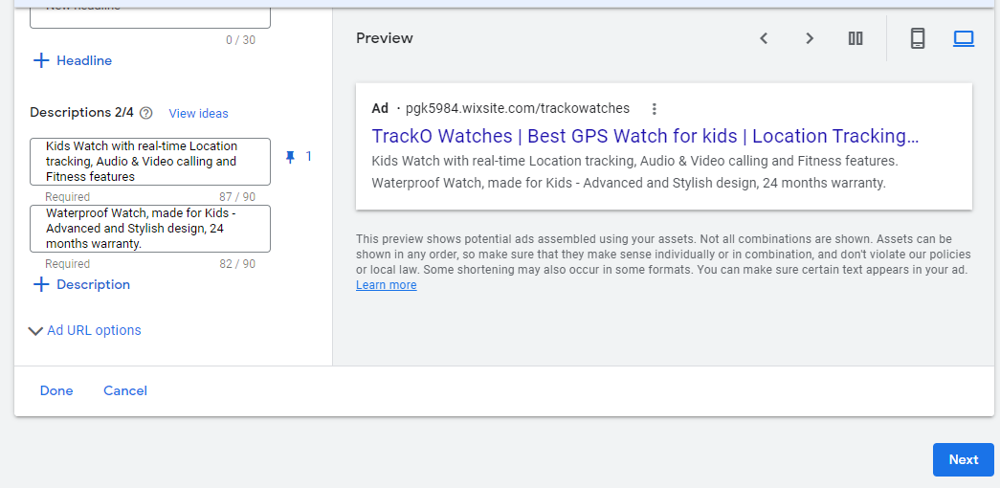 New headline
0 / 30
Headline
Descriptions 2/4
View ideas
Kids Watch with real-time Location
tracking, Audio & Video calling and
Fitness features
1
Required 87 / 90
Waterproof Watch, made for Kids -
Advanced and Stylish design, 24
months warranty.
Required 82 / 90
Description
Ad URL options
Done Cancel
Preview
Ad · pgk5984.wixsite.com/trackowatches
TrackO Watches | Best GPS Watch for kids | Location Tracking…
Kids Watch with real-time Location tracking, Audio & Video calling and Fitness features.
Waterproof Watch, made for Kids - Advanced and Stylish design, 24 months warranty.
This preview shows potential ads assembled using your assets. Not all combinations are shown. Assets can be
shown in any order, so make sure that they make sense individually or in combination, and don't violate our policies
or local law. Some shortening may also occur in some formats. You can make sure certain text appears in your ad.
Learn more
Next